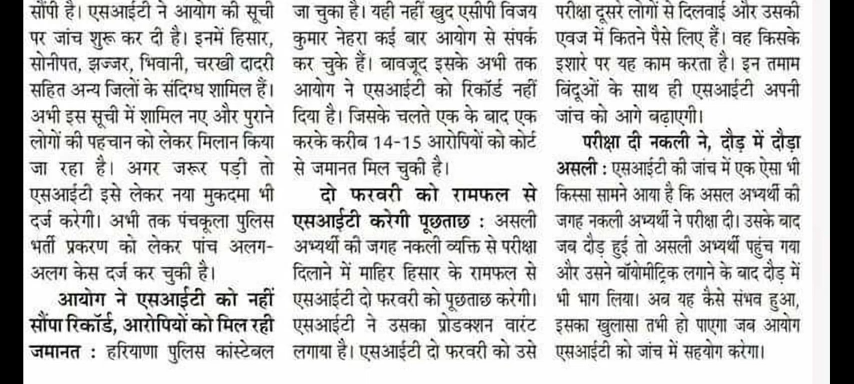 सौंपी है। एसआईटी ने आयोग की सूची
पर जांच शुरू कर दी है। इनमें हिसार,
सोनीपत, झज्जर, भिवानी, चरखी दादरी
सहित अन्य जिलों के संदिग्ध शामिल हैं।
अभी इस सूची में शामिल नए और पुराने
लोगों की पहचान को लेकर मिलान किया
जा रहा है। अगर जरूर पड़ी तो
एसआईटी इसे लेकर नया मुकदमा भी
दर्ज करेगी। अभी तक पंचकूला पुलिस
भर्ती प्रकरण को लेकर पांच अलग-
अलग केस दर्ज कर चुकी है।
आयोग ने एसआईटी को नहीं
सौंपा रिकॉर्ड, आरोपियों को मिल रही
जमानत : हरियाणा पुलिस कांस्टेबल
जा चुका है। यही नहीं खुद एसीपी विजय
कुमार नेहरा कई बार आयोग से संपर्क
कर चुके हैं। बावजूद इसके अभी तक
आयोग ने एसआईटी को रिकॉर्ड नहीं
दिया है। जिसके चलते एक के बाद एक
करके करीब 14-15 आरोपियों को कोर्ट
से जमानत मिल चुकी है।
दो फरवरी को रामफल से
एसआईटी करेगी पूछताछ : असली
अभ्यर्थी की जगह नकली व्यक्ति से परीक्षा
दिलाने में माहिर हिसार के रामफल से
एसआईटी दो फरवरी को पूछताछ करेगी।
एसआईटी ने उसका प्रोडक्शन वारंट
लगाया है। एसआईटी दो फरवरी को उसे
परीक्षा दूसरे लोगों से दिलवाई और उसकी
एवज में कितने पैसे लिए हैं। वह किसके
इशारे पर यह काम करता है। इन तमाम
बिंदूओं के साथ ही एसआईटी अपनी
जांच को आगे बढ़ाएगी।
परीक्षा दी नकली ने, दौड़ में दौड़ा
असली : एसआईटी की जांच में एक ऐसा भी
किस्सा सामने आया है कि असल अभ्यर्थी की
जगह नकली अभ्यर्थी ने परीक्षा दी। उसके बाद
जब दौड़ हुई तो असली अभ्यर्थी पहुंच गया
और उसने बॉयोमीट्रिक लगाने के बाद दौड़ में
भी भाग लिया। अब यह कैसे संभव हुआ,
इसका खुलासा तभी हो पाएगा जब आयोग
एसआईटी को जांच में सहयोग करेगा।